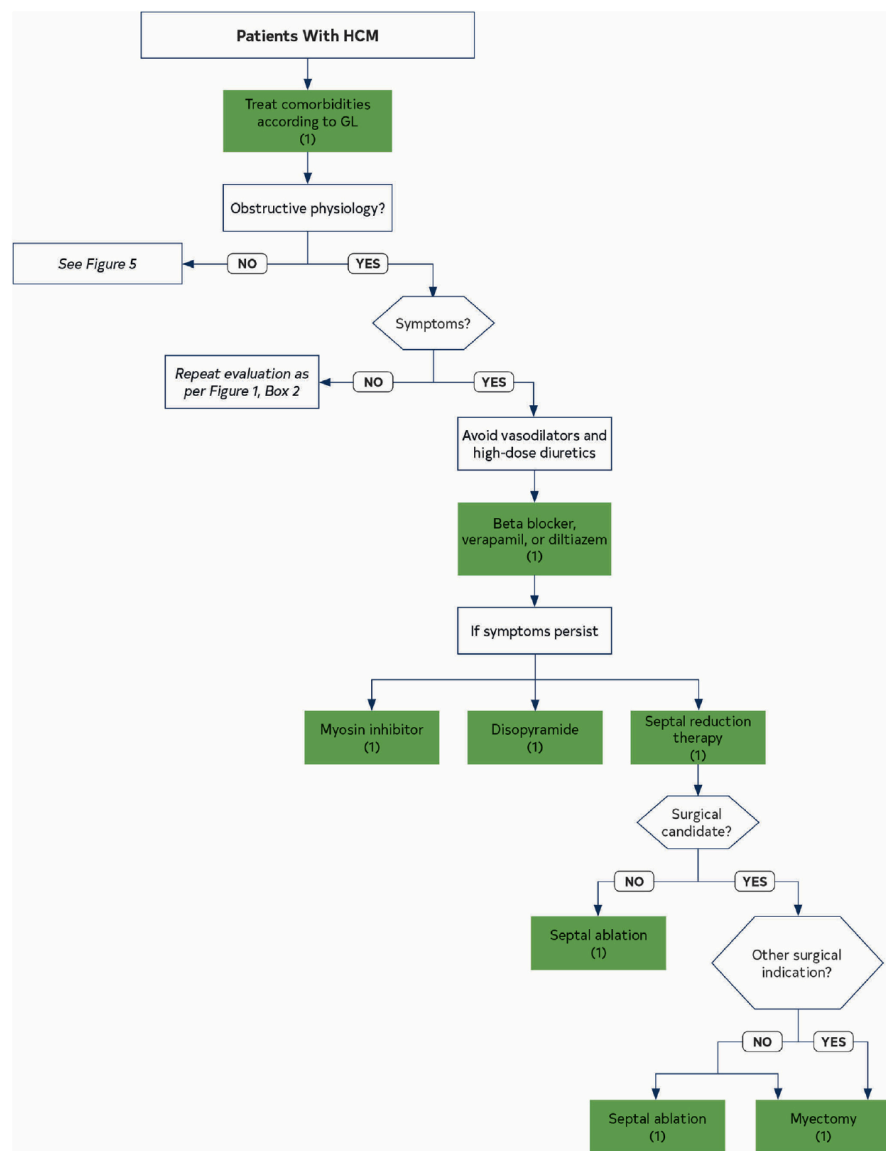 Patients With HCM
Treat comorbidities
according to GL
(1)
Obstructive physiology?
See Figure 5
NO
YES
Symptoms?
Repeat evaluation as
per Figure 1, Box 2
NO
YES
Avoid vasodilators and
high-dose diuretics
Beta blocker,
verapamil, or diltiazem
(1)
If symptoms persist
Myosin inhibitor
(1)
Disopyramide
(1)
Septal reduction
therapy
(1)
Surgical
candidate?
NO
YES
Septal ablation
(1)
Other surgical
indication?
NO
YES
Septal ablation
(1)
Myectomy
(1)